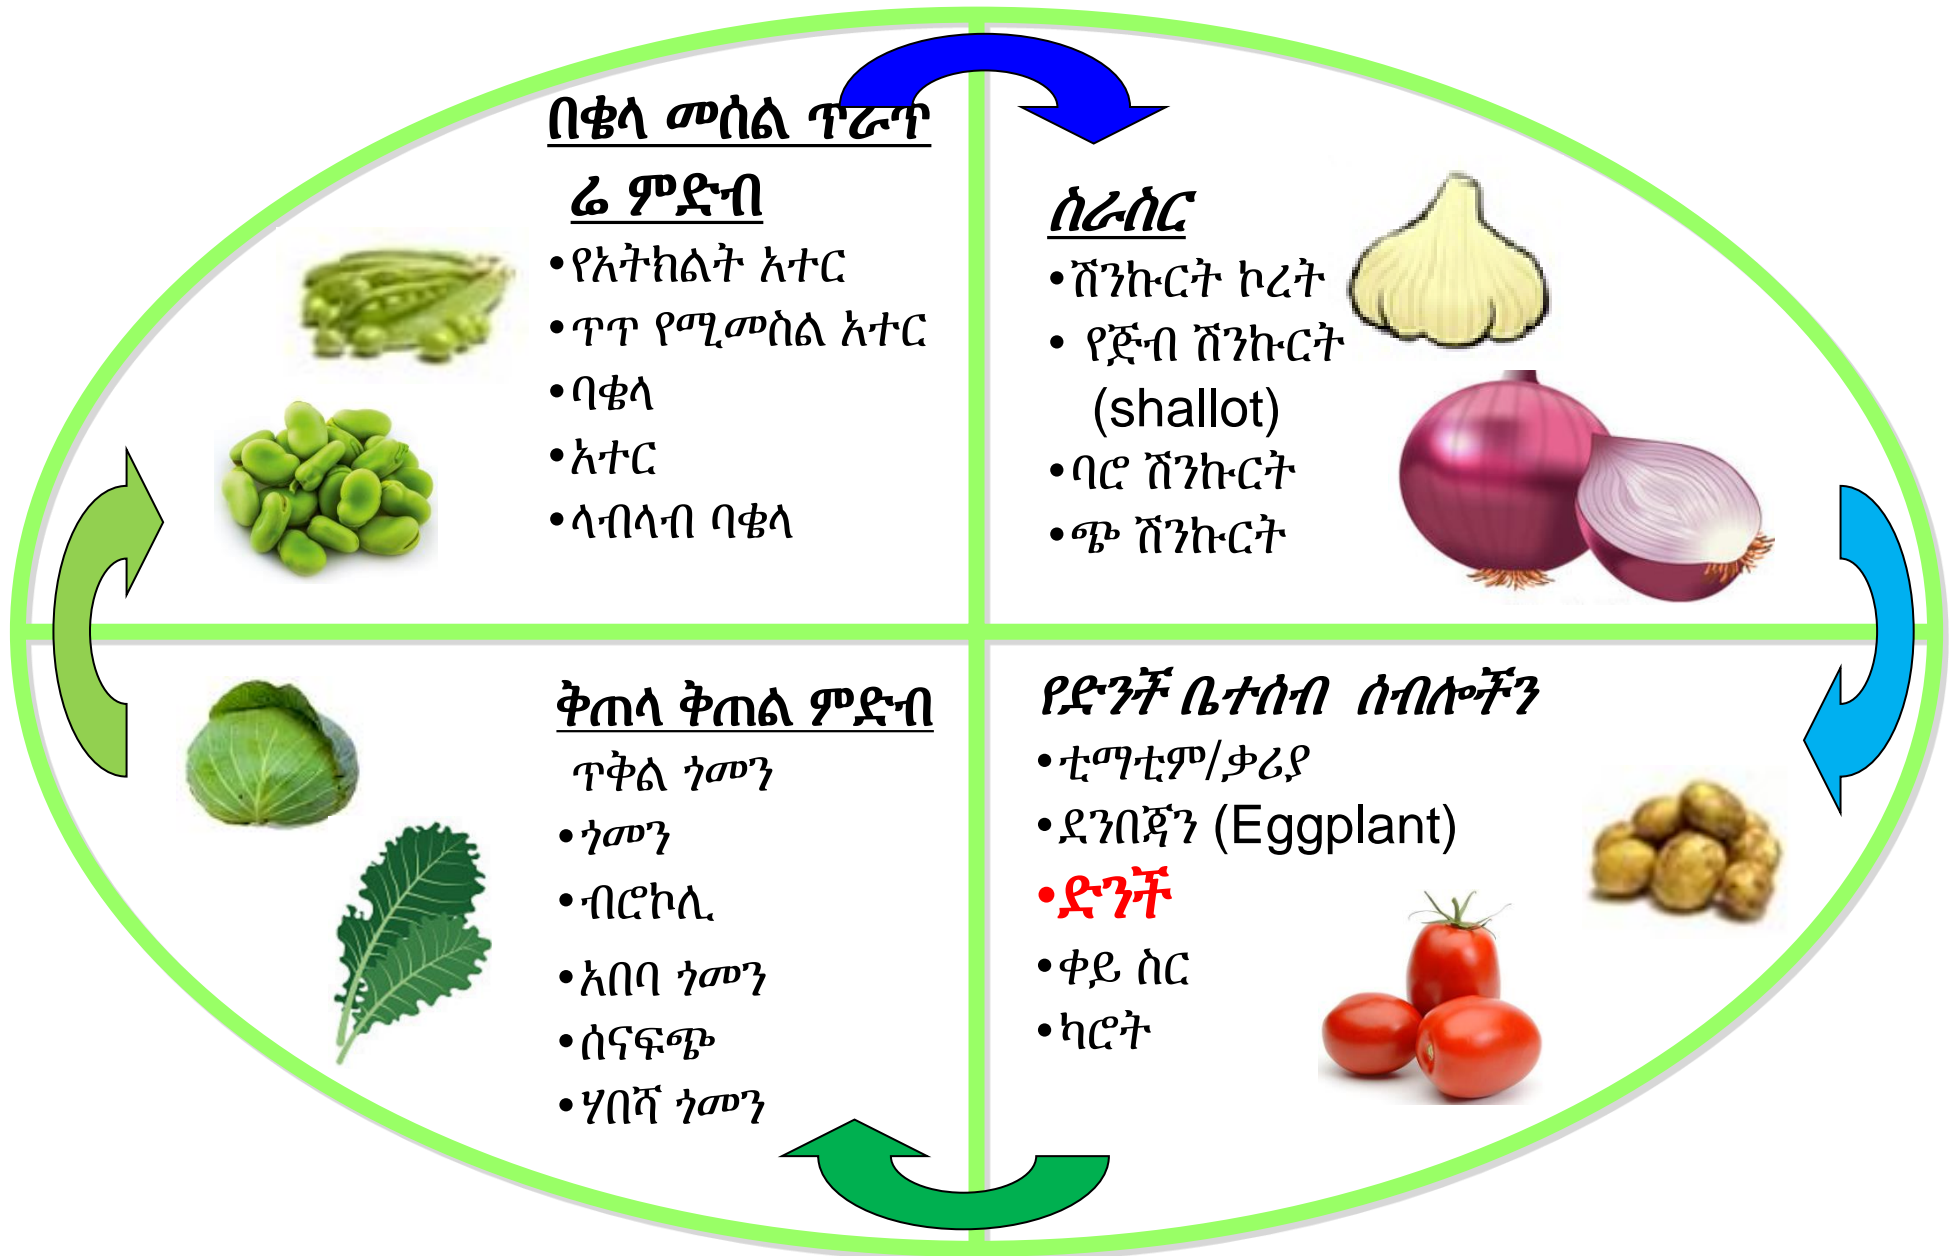 በቄላ መሰል ጥራጥ
ሬ ምድብ
•የአትክልት አተር
•ጥጥ የሚመስል አተር
•ባቄላ
•አተር
•ላብላብ ባቄላ
ስራስር
•ሽንኩርት ኮረት
• የጅብ ሽንኩርት
(shallot)
•ባሮ ሽንኩርት
•ጭ ሽንኩርት
ቅጠላ ቅጠል ምድብ
ጥቅል ጎመን
•ጎመን
•ብሮኮሊ
•አበባ ጎመን
•ሰናፍጭ
•ሃበሻ ጎመን
የድንች ቤተሰብ ሰብሎችን
•ቲማቲም/ቃሪያ
•ደንበጃን (Eggplant)
•ድንች
•ቀይ ስር
•ካሮት